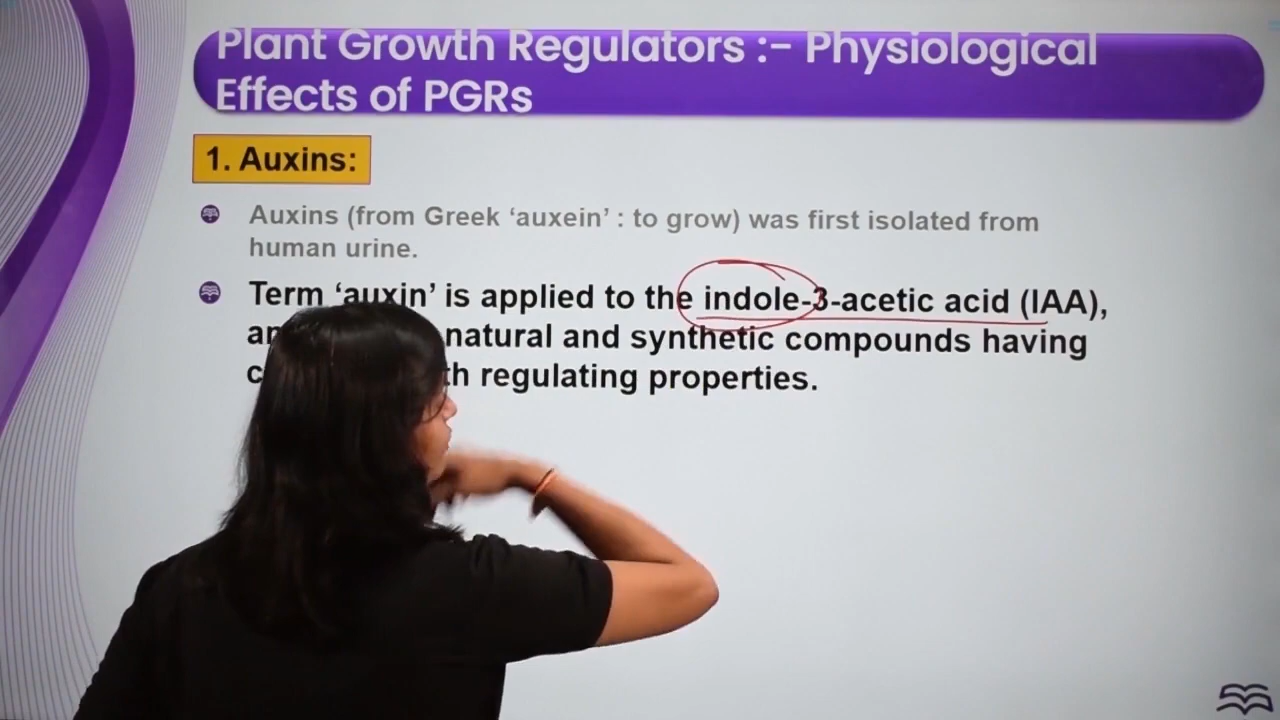 Plant Growth Regulators :- Physiological
Effects of PGRs
1. Auxins:
Auxins (from Greek ‘auxein’ : to grow) was first isolated from
human urine.
Term ‘auxin’ is applied to the indole-3-acetic acid (IAA),
natural and synthetic compounds having
regulating properties.